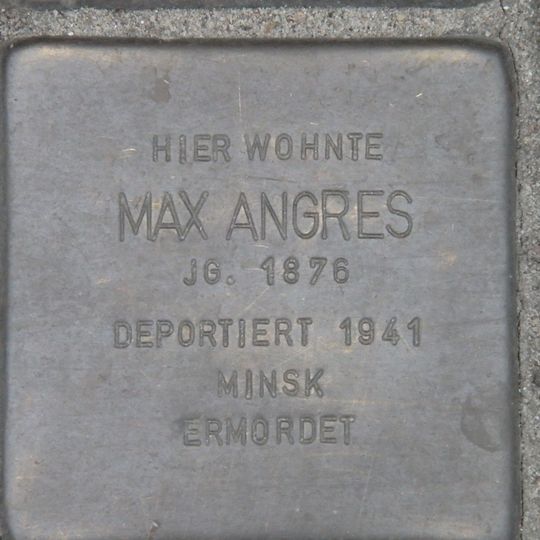 HIER WOHNTE
MAX ANGRES
JG. 1876
DEPORTIERT 1941
MINSK
ERMORDET